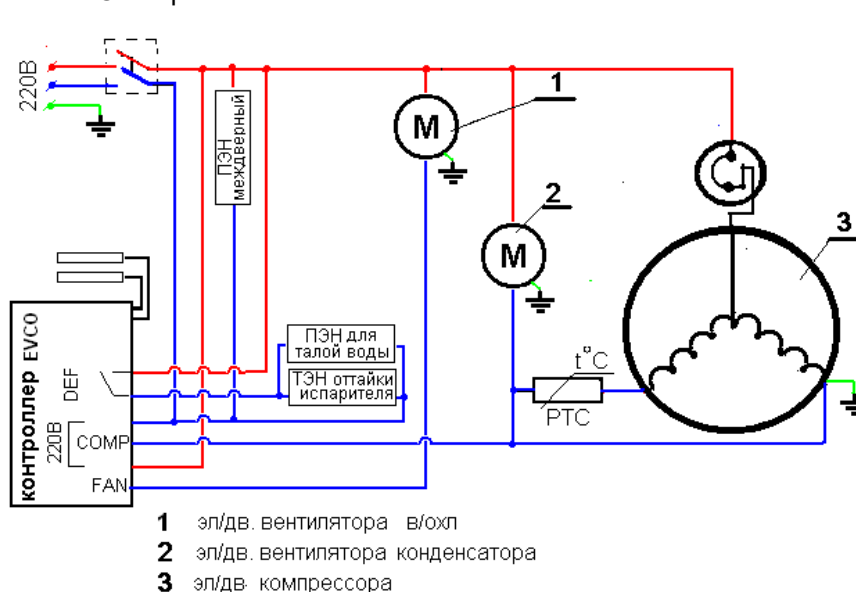 220В
ПЭН
междверный
М
1
М
2
3
контроллер EVCO
DEF
220В
COMP
FAN
ПЭН для
талой воды
ТЭН оттайки
испарителя
t°C
РТС
1 эл/дв. вентилятора в/охл
2 эл/дв. вентилятора конденсатора
3 эл/дв. компрессора